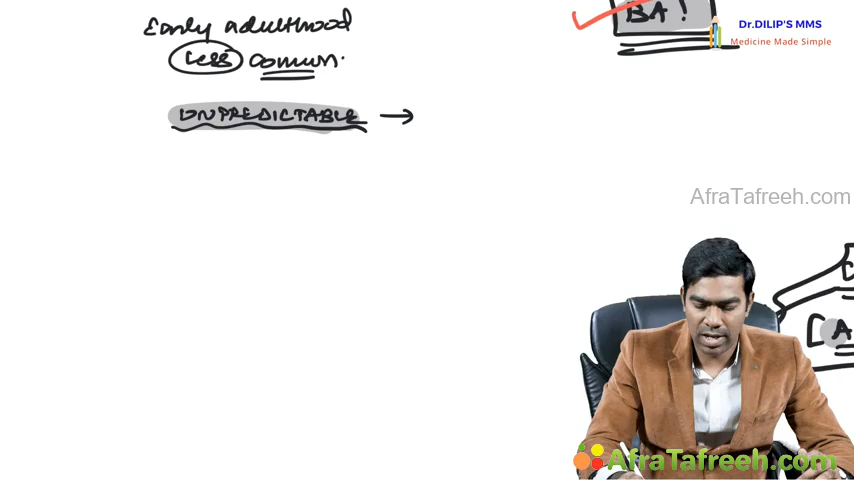 Early adulthood
Less common.
UNPREDICTABLE →
BA !
Dr.DILIP'S MMS
Medicine Made Simple
AfraTafreeh.com
A
AfraTafreeh.com